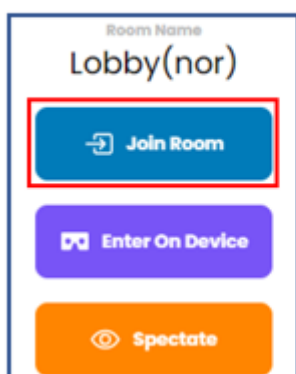 Room Name
Lobby(nor)
Join Room
Enter On Device
Spectate